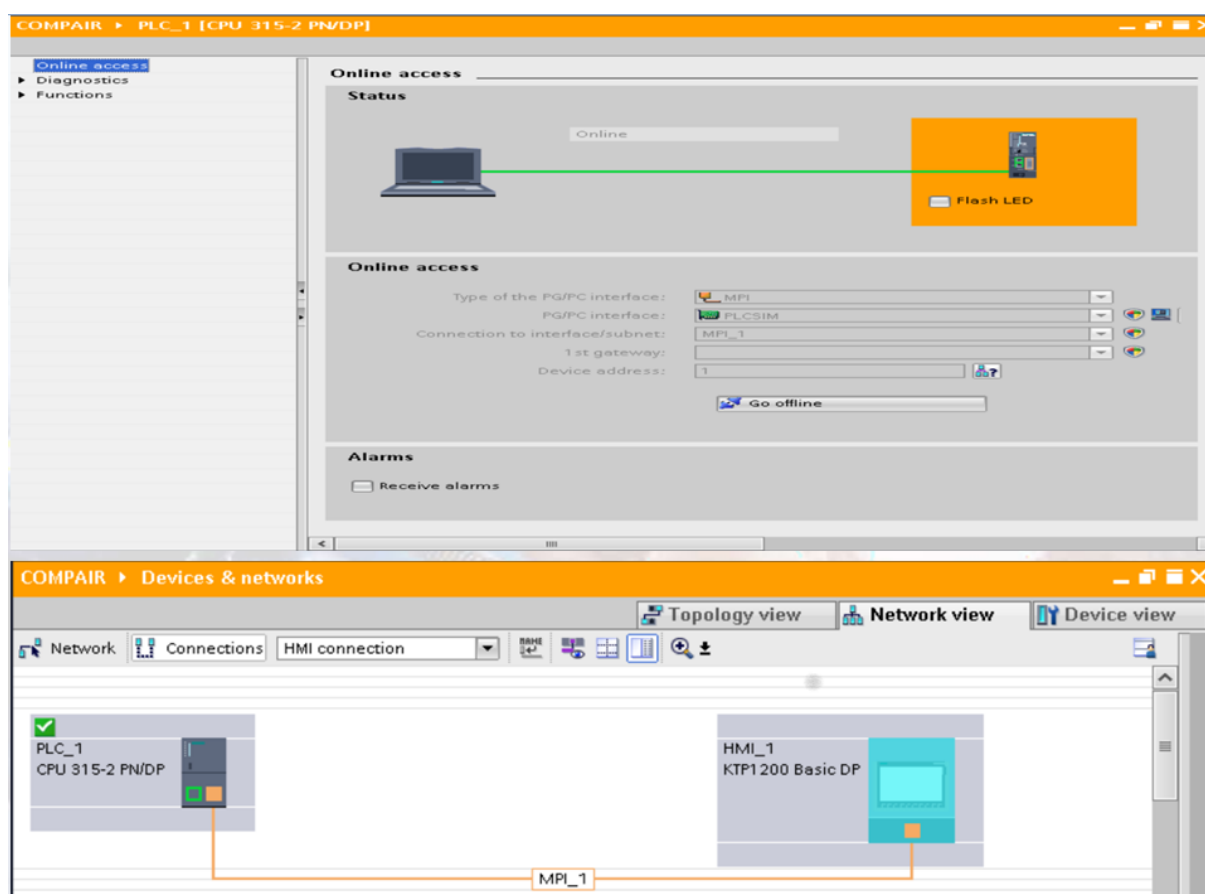 COMPAIR ▸ PLC_1 [CPU 315-2 PN/DP]
Online access
Diagnostics
Functions
Online access
Status
Online
Flash LED
Online access
Type of the PG/PC interface: MPI
PG/PC interface: PLCSIM
Connection to interface/subnet: MPI_1
1st gateway:
Device address: 1
Go offline
Alarms
Receive alarms
COMPAIR ▸ Devices & networks
Topology view Network view Device view
Network Connections HMI connection
PLC_1
CPU 315-2 PN/DP
HMI_1
KTP1200 Basic DP
MPI_1